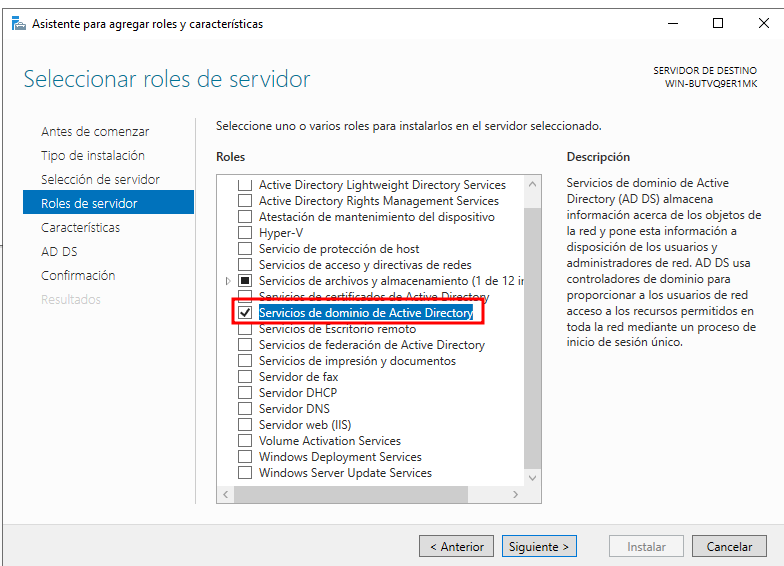 Asistente para agregar roles y características
Seleccionar roles de servidor
SERVIDOR DE DESTINO
WIN-BUTVQ9ER1MK
Antes de comenzar
Tipo de instalación
Selección de servidor
Roles de servidor
Características
AD DS
Confirmación
Resultados
Seleccione uno o varios roles para instalarlos en el servidor seleccionado.
Roles
Active Directory Lightweight Directory Services
Active Directory Rights Management Services
Atestación de mantenimiento del dispositivo
Hyper-V
Servicio de protección de host
Servicios de acceso y directivas de redes
Servicios de archivos y almacenamiento (1 de 12 in
Servicios de certificados de Active Directory
Servicios de dominio de Active Directory
Servicios de Escritorio remoto
Servicios de federación de Active Directory
Servicios de impresión y documentos
Servidor de fax
Servidor DHCP
Servidor DNS
Servidor web (IIS)
Volume Activation Services
Windows Deployment Services
Windows Server Update Services
Descripción
Servicios de dominio de Active
Directory (AD DS) almacena
información acerca de los objetos de
la red y pone esta información a
disposición de los usuarios y
administradores de red. AD DS usa
controladores de dominio para
proporcionar a los usuarios de red
acceso a los recursos permitidos en
toda la red mediante un proceso de
inicio de sesión único.
< Anterior
Siguiente >
Instalar
Cancelar